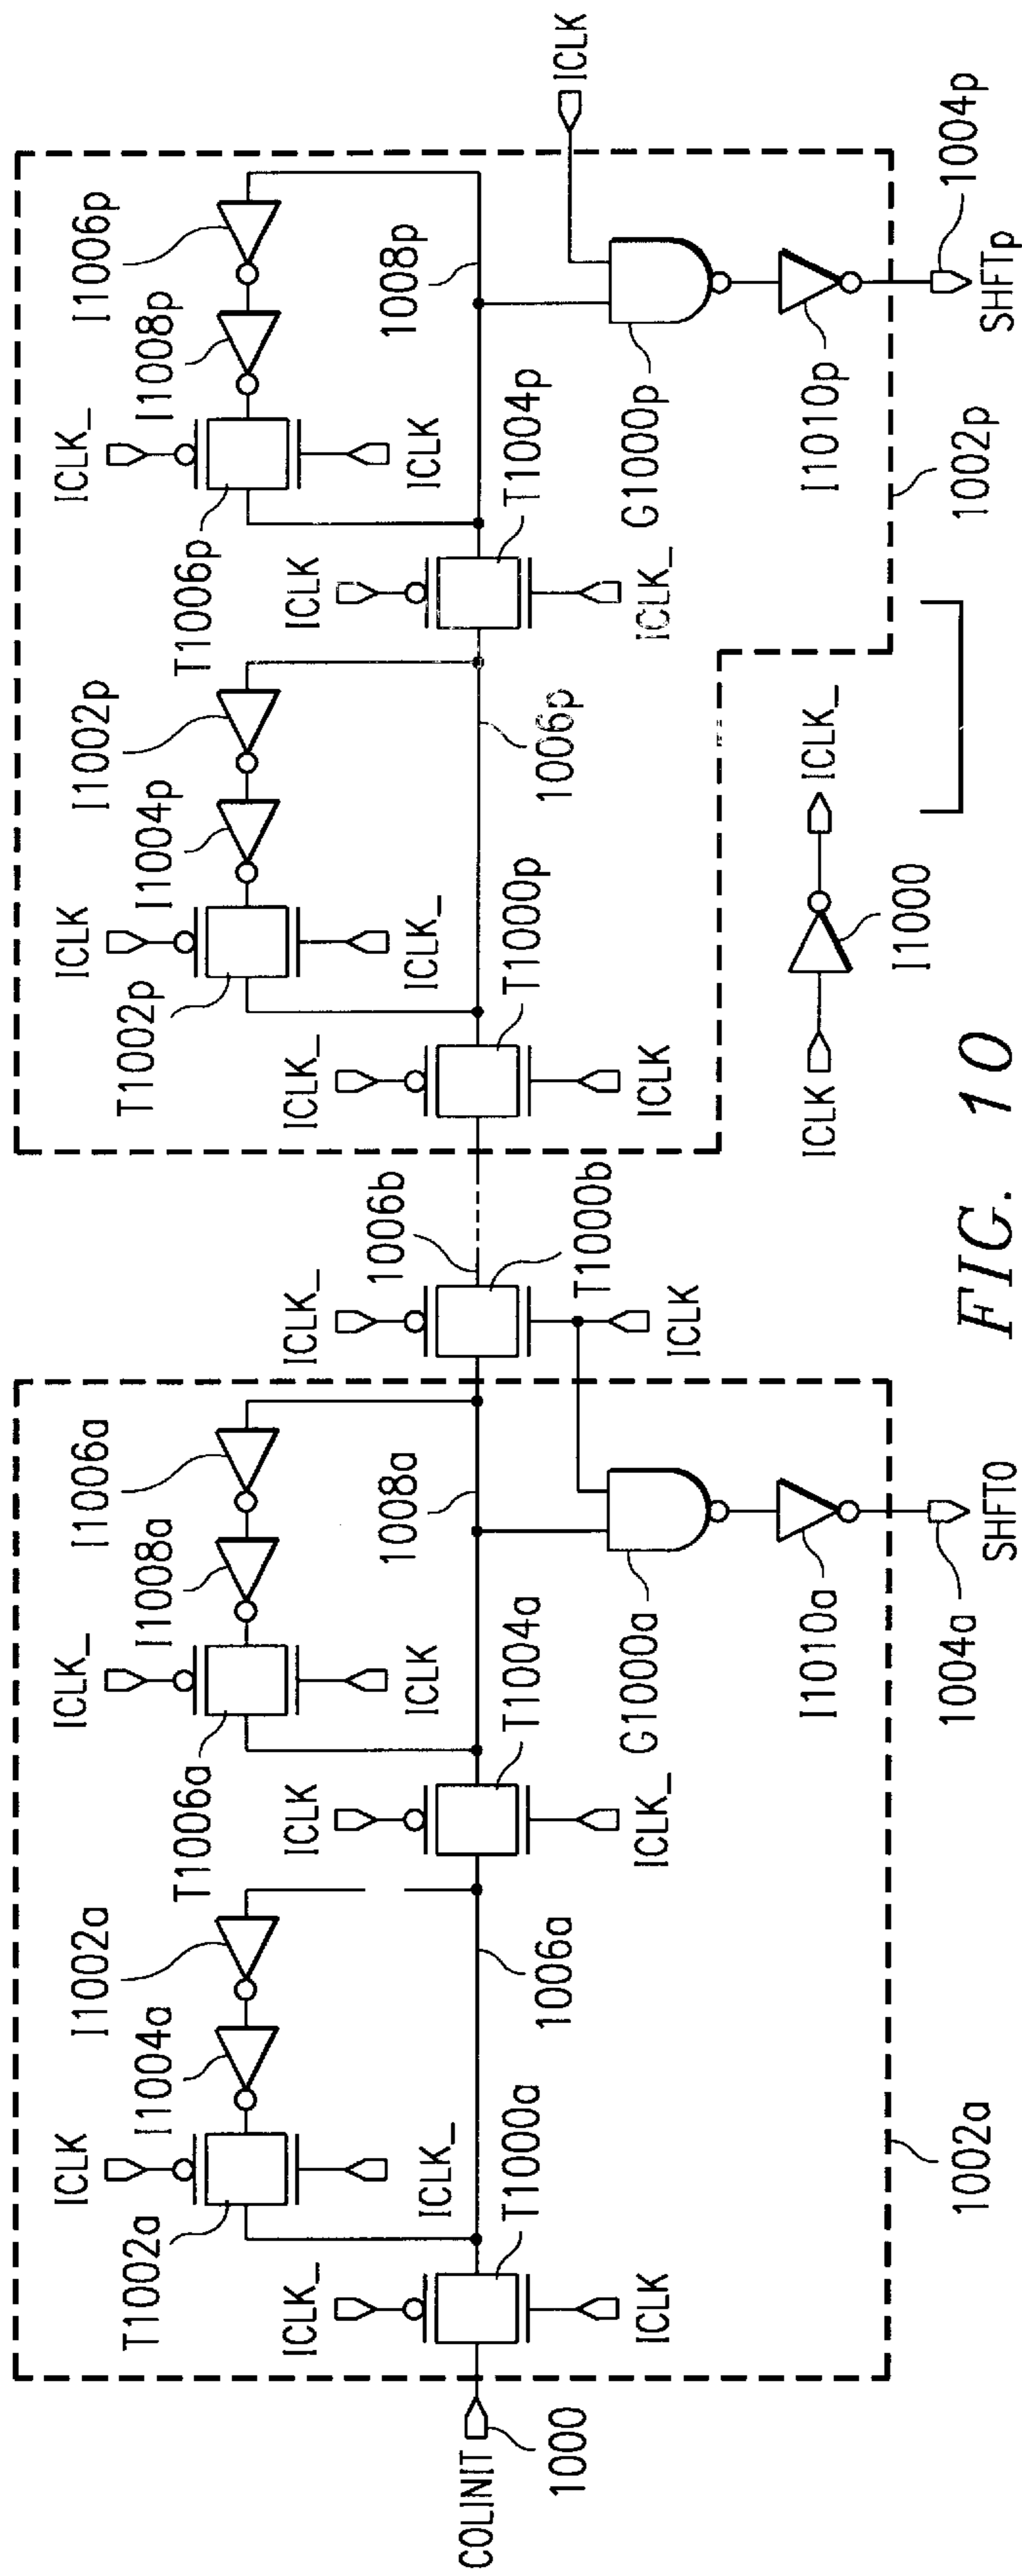 COLINIT
1000
ICLK_
ICLK
T1000a
T1002a
ICLK
ICLK_
I1004a
I1002a
1006a
ICLK
ICLK_
T1004a
T1006a
ICLK_
ICLK
I1008a
I1006a
1008a
G1000a
I1010a
1004a
SHFT0
1002a
ICLK_
ICLK
T1000b
1006b
ICLK_
ICLK
T1000p
T1002p
ICLK
ICLK_
I1004p
I1002p
1006p
ICLK
ICLK_
T1004p
T1006p
ICLK_
ICLK
I1008p
I1006p
1008p
ICLK
G1000p
I1010p
1002p
1004p
SHFTp
ICLK
I1000
ICLK_
FIG. 10